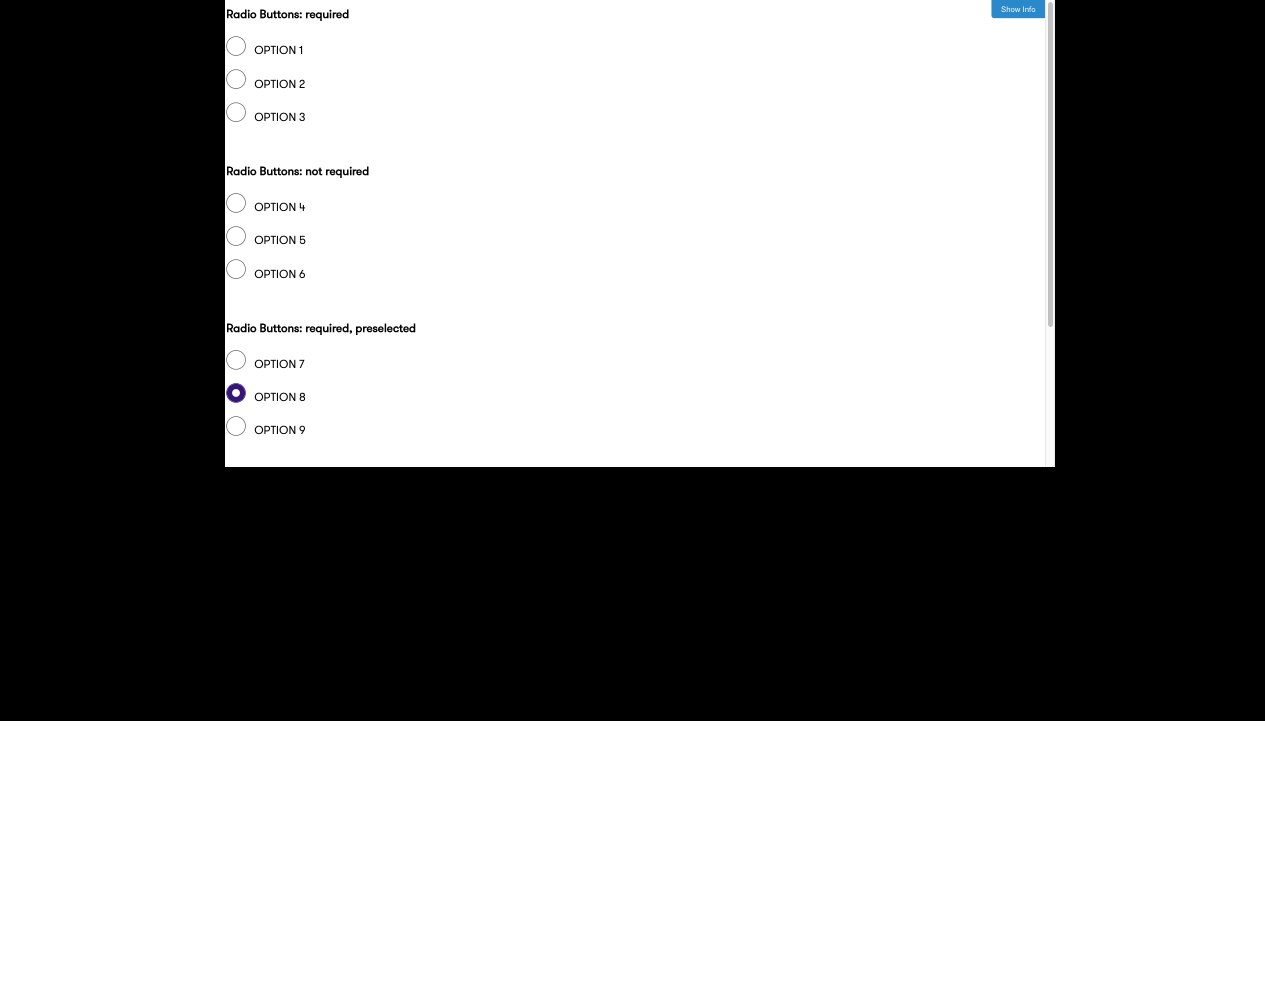 Radio Buttons: required
Show Info
OPTION 1
OPTION 2
OPTION 3
Radio Buttons: not required
OPTION 4
OPTION 5
OPTION 6
Radio Buttons: required, preselected
OPTION 7
OPTION 8
OPTION 9